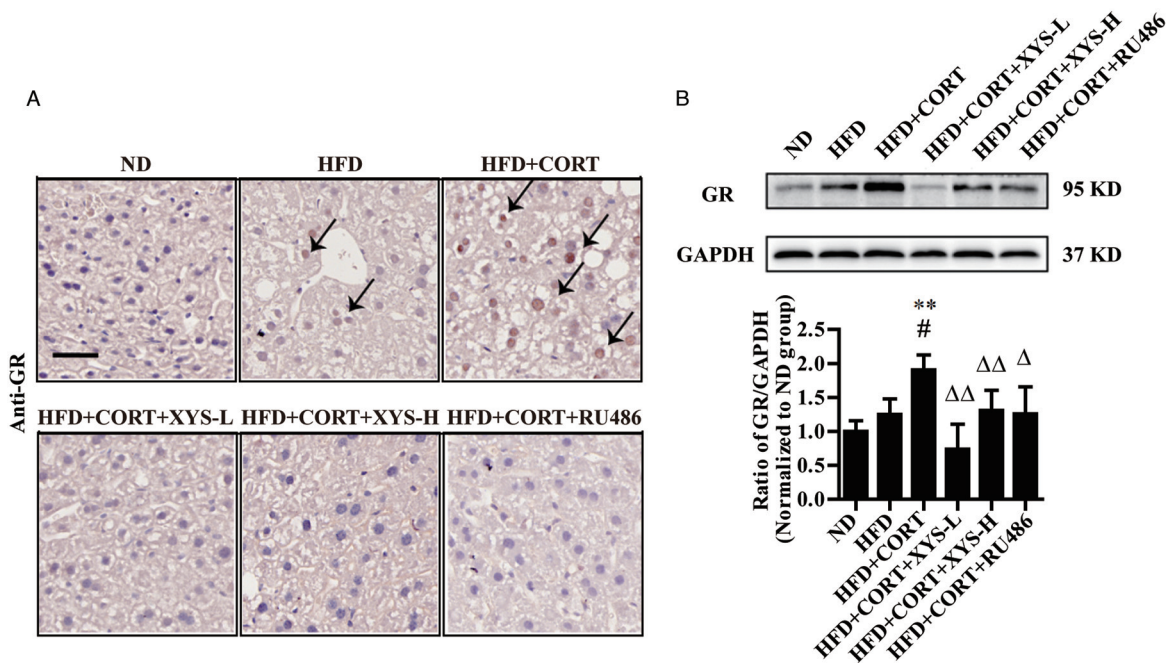 A
ND
HFD
HFD+CORT
HFD+CORT+XYS-L
HFD+CORT+XYS-H
HFD+CORT+RU486
Anti-GR
B
ND
HFD
HFD+CORT
HFD+CORT+XYS-L
HFD+CORT+XYS-H
HFD+CORT+RU486
GR
95 KD
GAPDH
37 KD
Ratio of GR/GAPDH
(Normalized to ND group)
2.5
2.0
1.5
1.0
0.5
0.0
**
#
ΔΔ
ΔΔ
Δ
ND
HFD
HFD+CORT
HFD+CORT+XYS-L
HFD+CORT+XYS-H
HFD+CORT+RU486